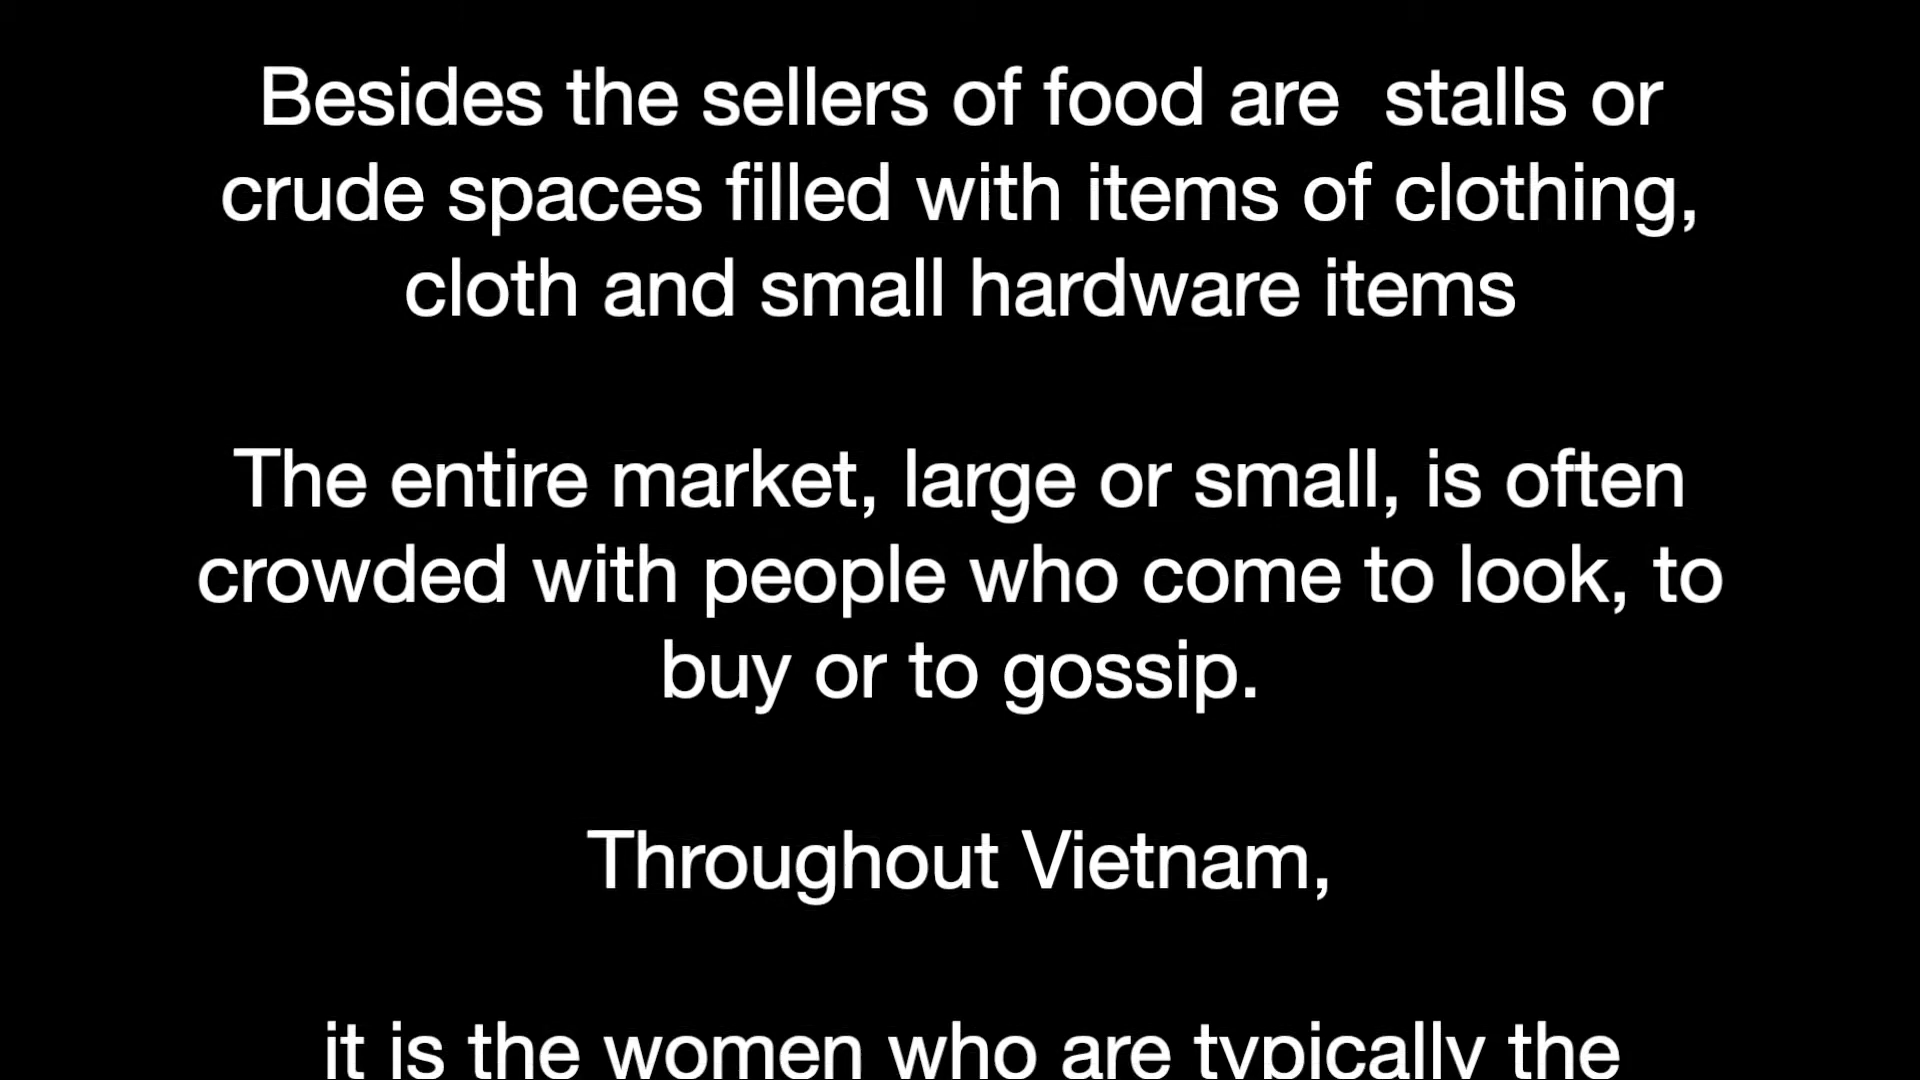 Besides the sellers of food are  stalls or
crude spaces filled with items of clothing,
cloth and small hardware items
The entire market, large or small, is often
crowded with people who come to look, to
buy or to gossip.
Throughout Vietnam,
it is the women who are typically the